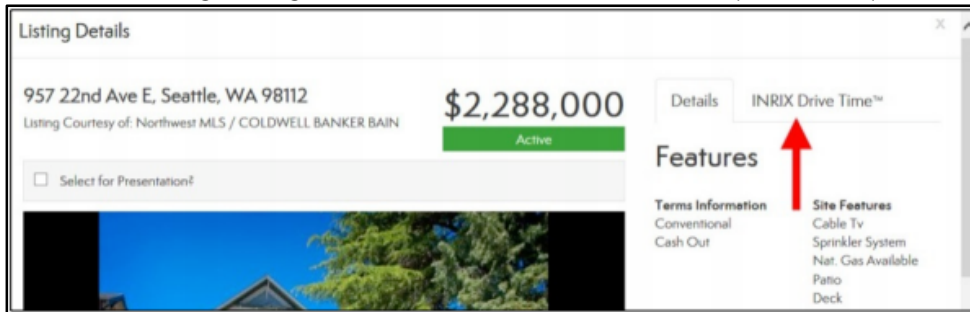 Listing Details
X
957 22nd Ave E, Seattle, WA 98112
Listing Courtesy of: Northwest MLS / COLDWELL BANKER BAIN
$2,288,000
Active
Select for Presentation?
Details
INRIX Drive Time™
Features
Terms Information
Conventional
Cash Out
Site Features
Cable Tv
Sprinkler System
Nat. Gas Available
Patio
Deck